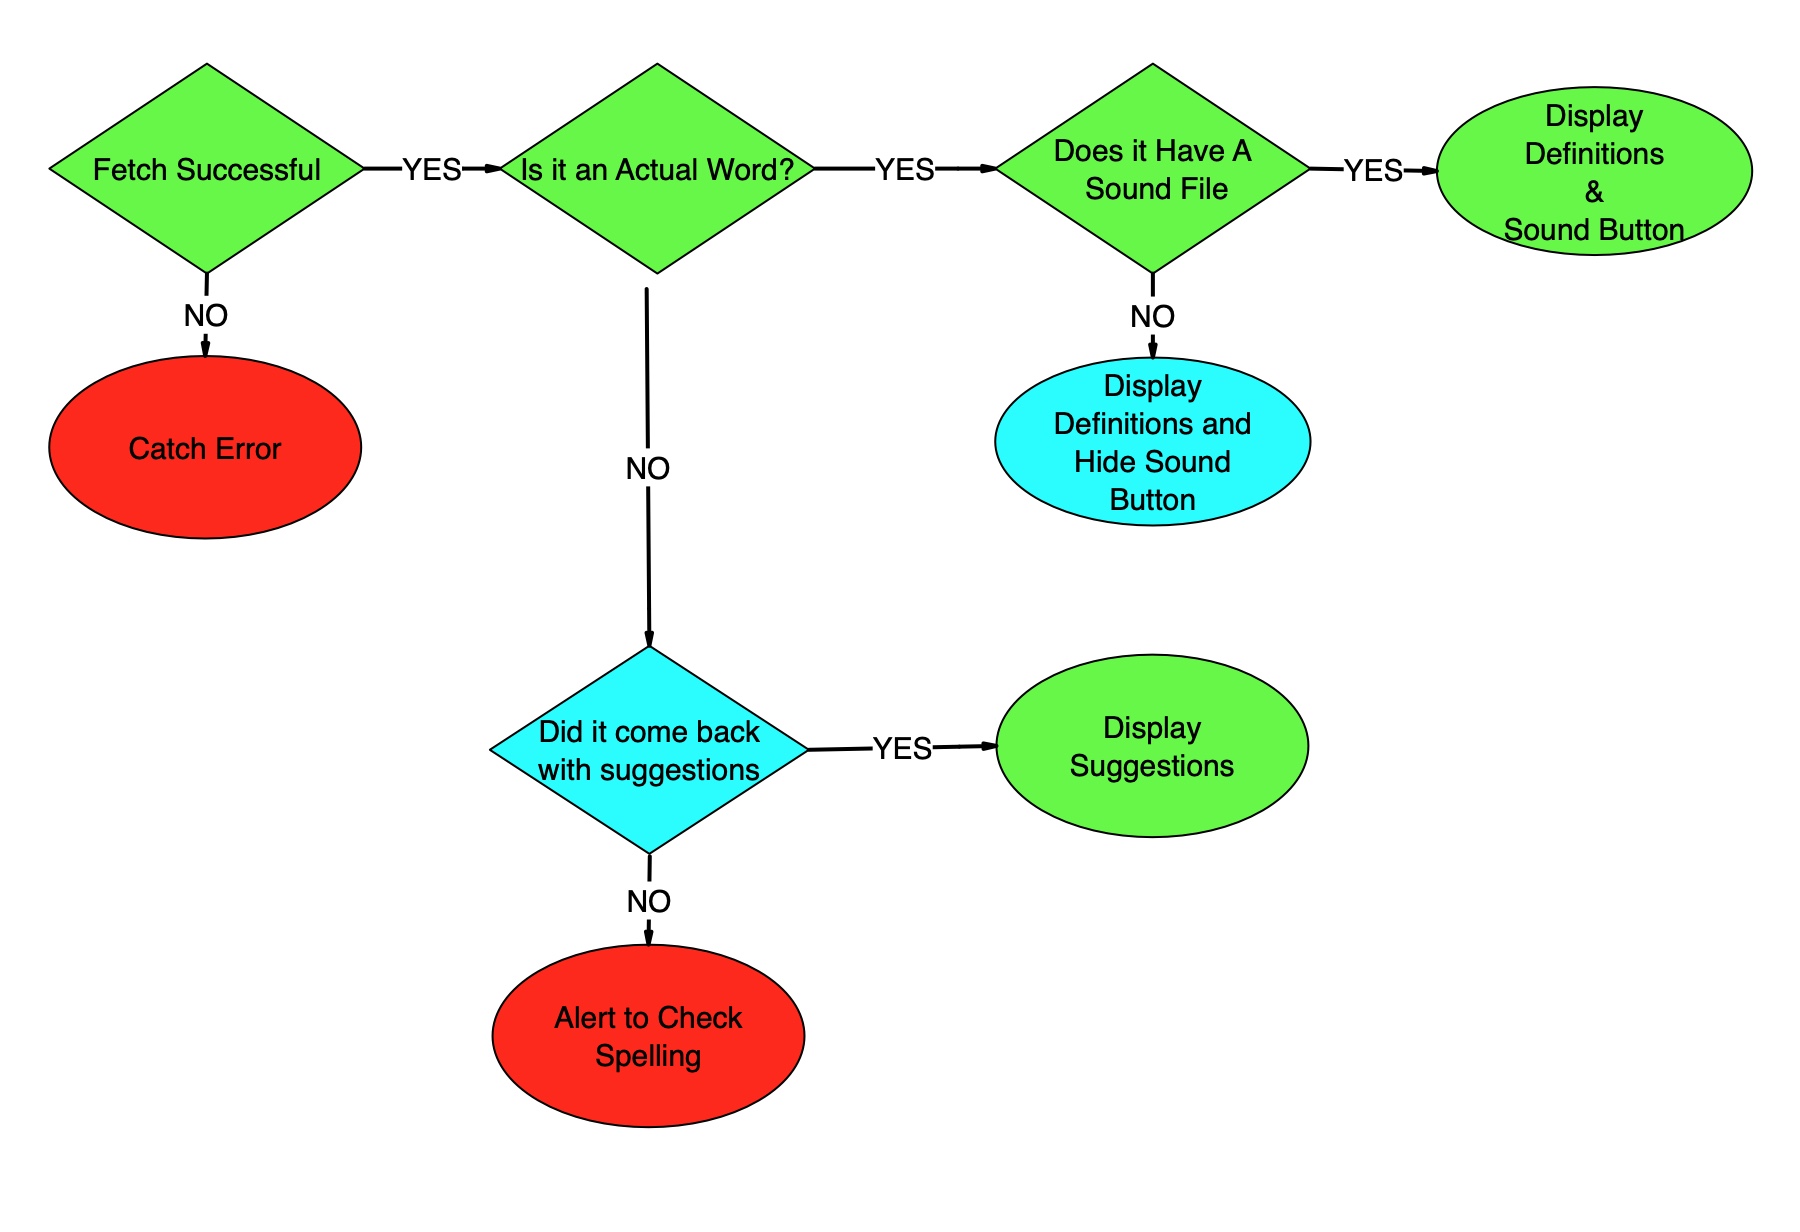 Fetch Successful
YES
Is it an Actual Word?
YES
Does it Have A
Sound File
YES
Display
Definitions
&
Sound Button
NO
Catch Error
NO
NO
Display
Definitions and
Hide Sound
Button
Did it come back
with suggestions
YES
Display
Suggestions
NO
Alert to Check
Spelling